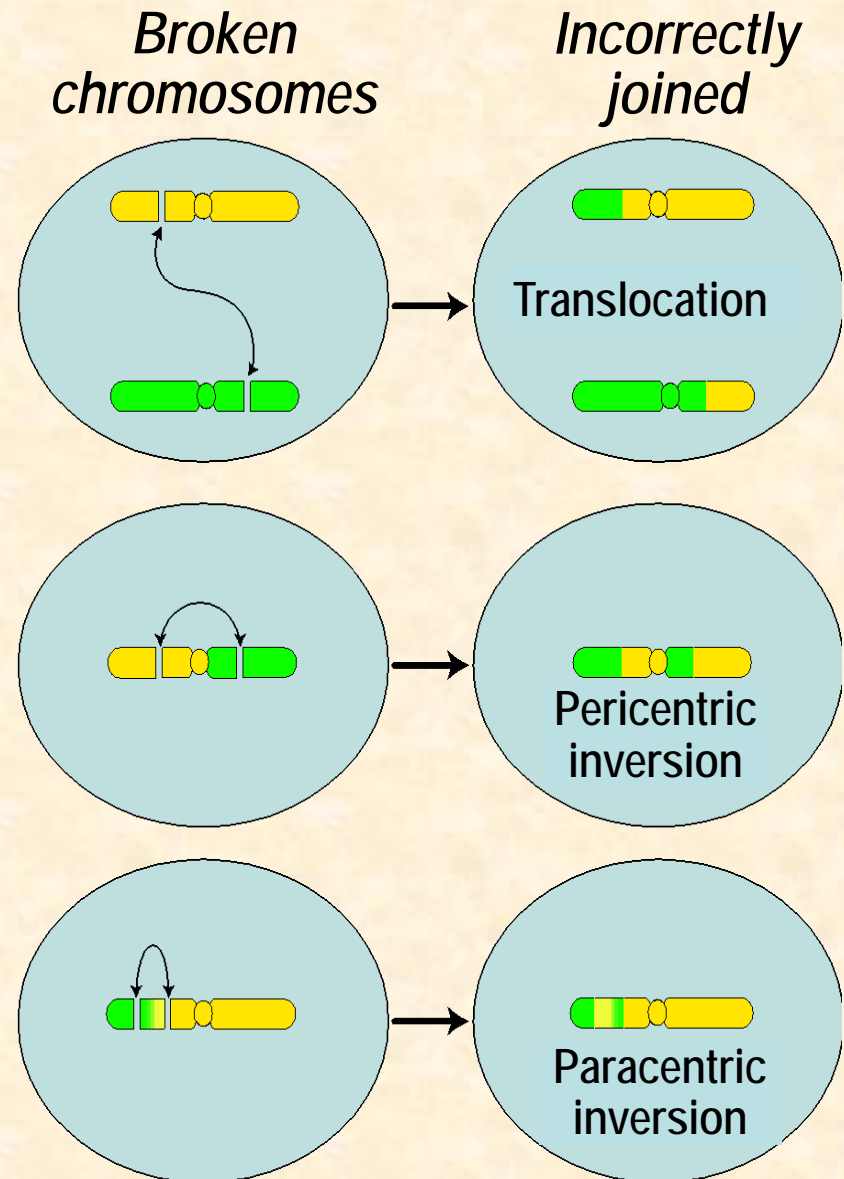 Broken
chromosomes
Incorrectly
joined
Translocation
Pericentric
inversion
Paracentric
inversion